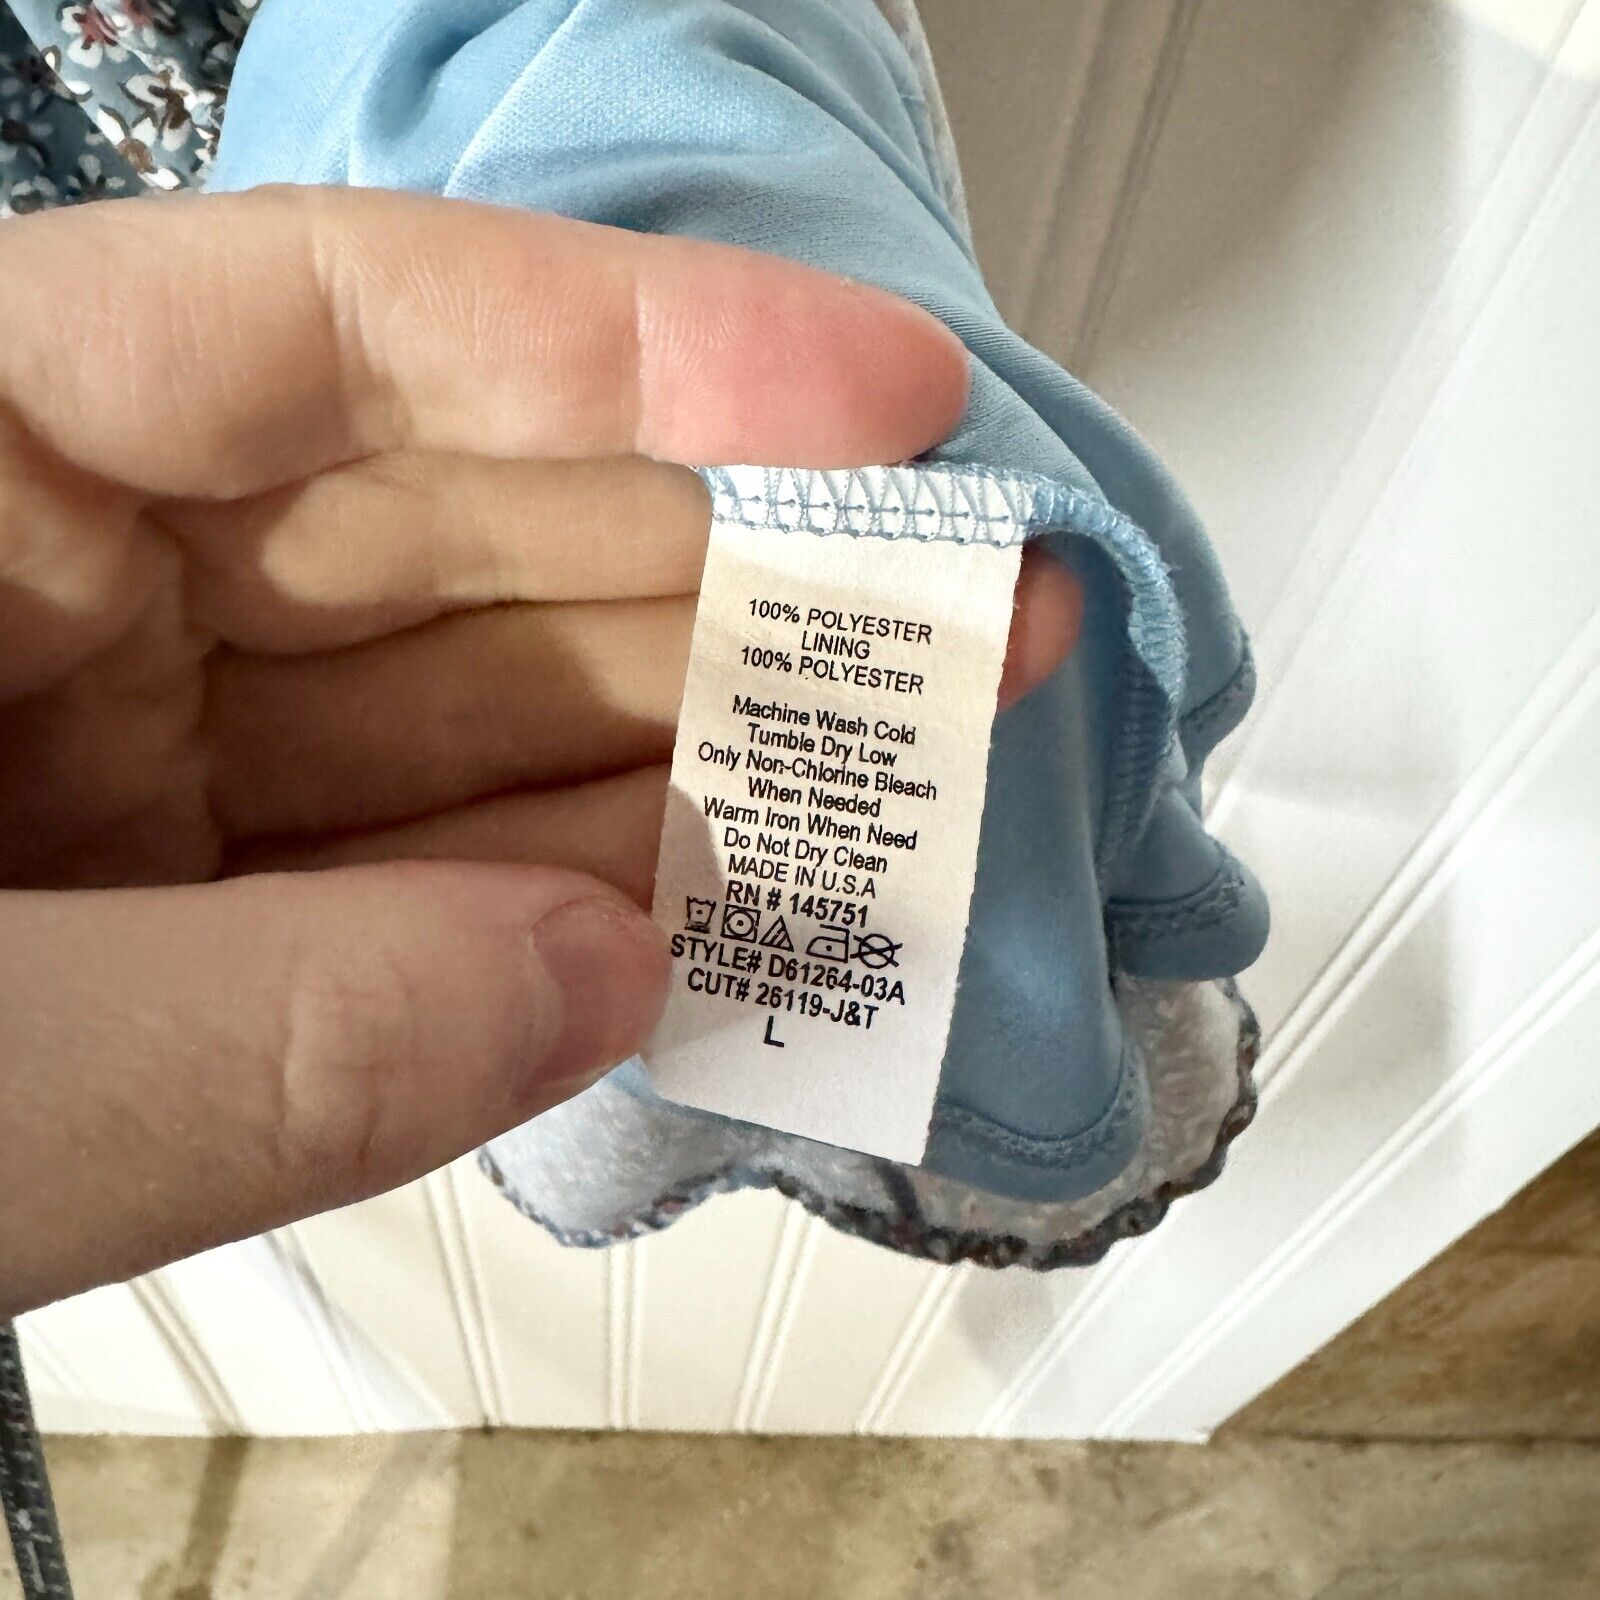 100% POLYESTER
LINING
100% POLYESTER
Machine Wash Cold
Tumble Dry Low
Only Non-Chlorine Bleach
When Needed
Warm Iron When Need
Do Not Dry Clean
MADE IN U.S.A
RN # 145751
STYLE# D61264-03A
CUT# 26119-J&T
L